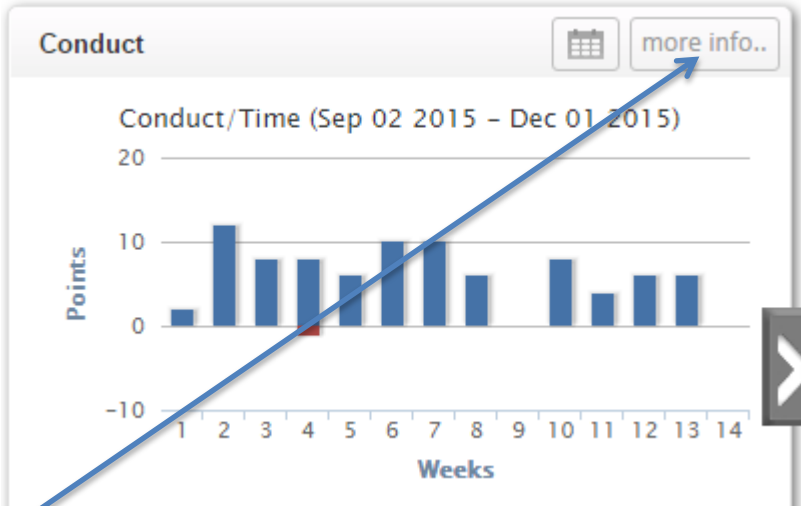 Conduct
more info..
Conduct/Time (Sep 02 2015 – Dec 01 2015)
20
10
0
-10
Points
1 2 3 4 5 6 7 8 9 10 11 12 13 14
Weeks